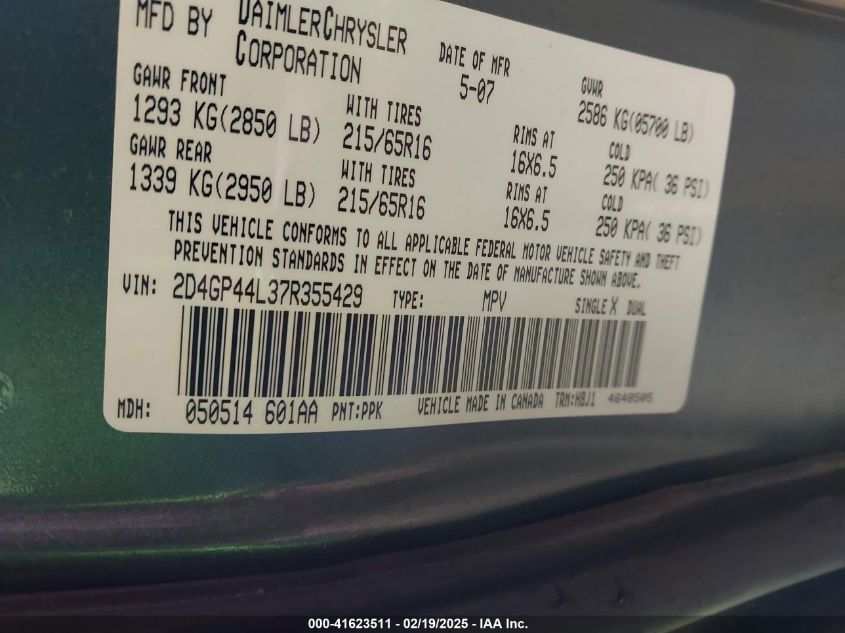 MFD BY DAIMLERCHRYSLER CORPORATION
DATE OF MFR 5-07
GVWR 2586 KG(05700 LB)
GAWR FRONT 1293 KG(2850 LB)
WITH TIRES 215/65R16
RIMS AT 16X6.5
COLD 250 KPA( 36 PSI)
GAWR REAR 1339 KG(2950 LB)
WITH TIRES 215/65R16
RIMS AT 16X6.5
COLD 250 KPA( 36 PSI)
THIS VEHICLE CONFORMS TO ALL APPLICABLE FEDERAL MOTOR VEHICLE SAFETY AND THEFT
PREVENTION STANDARDS IN EFFECT ON THE DATE OF MANUFACTURE SHOWN ABOVE.
VIN: 2D4GP44L37R355429 TYPE: MPV SINGLE X DUAL
MDH: 050514 601AA PNT:PPK VEHICLE MADE IN CANADA TRM:H8J1 4648505
000-41623511 - 02/19/2025 - IAA Inc.